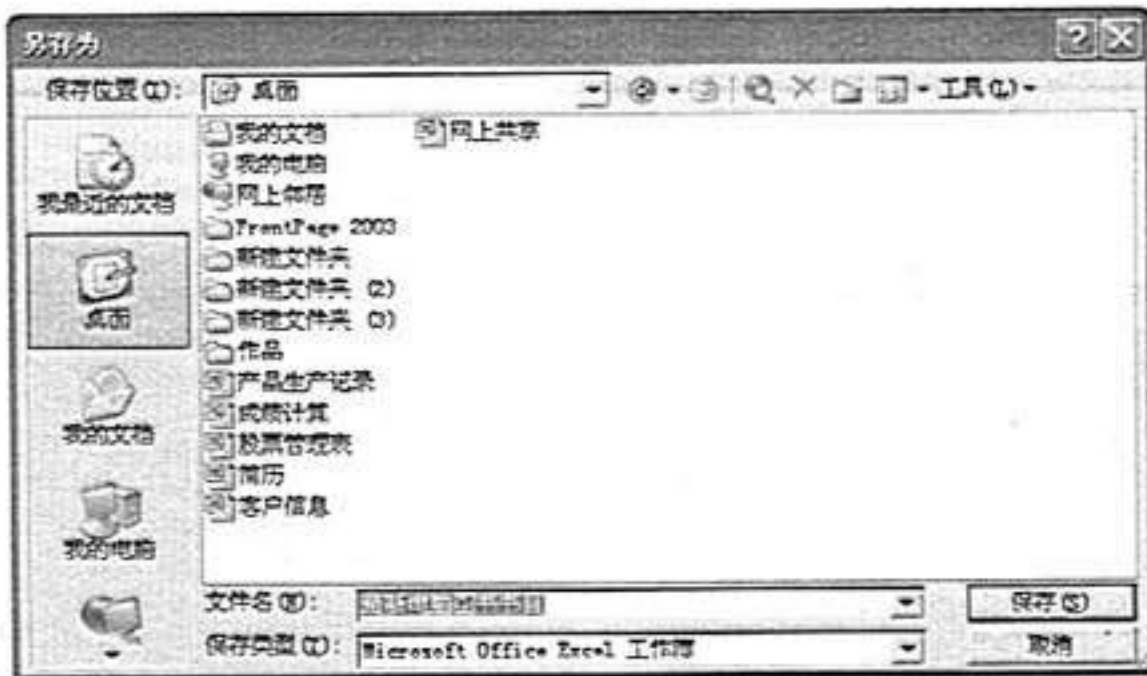 另存为
保存位置(I): 桌面 工具(L)
我的文档 网上共享
我的电脑
网上邻居
FrontPage 2003
新建文件夹
新建文件夹 (2)
新建文件夹 (3)
作品
产品生产记录
成绩计算
股票管理表
简历
客户信息
我最近的文档
桌面
我的文档
我的电脑
文件名(N): 保存(S)
保存类型(T): Microsoft Office Excel 工作簿 取消